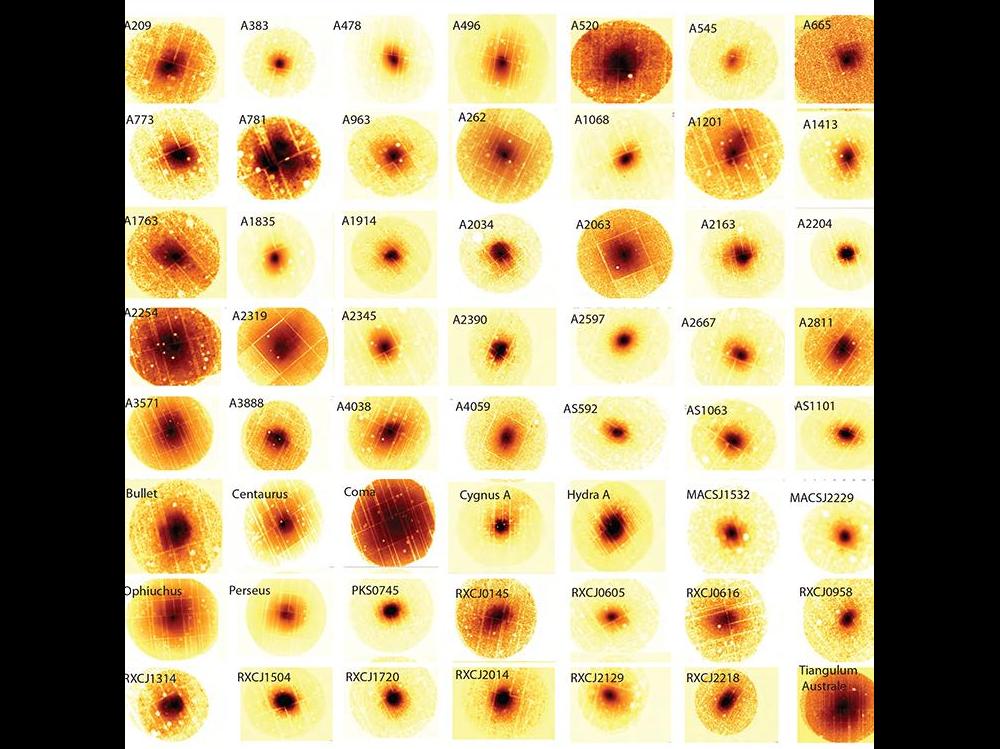 A209
A383
A478
A496
A520
A545
A665
A773
A781
A963
A262
A1068
A1201
A1413
A1763
A1835
A1914
A2034
A2063
A2163
A2204
A2254
A2319
A2345
A2390
A2597
A2667
A2811
A3571
A3888
A4038
A4059
AS592
AS1063
AS1101
Bullet
Centaurus
Coma
Cygnus A
Hydra A
MACSJ1532
MACSJ2229
Ophiuchus
Perseus
PKS0745
RXCJ0145
RXCJ0605
RXCJ0616
RXCJ0958
RXCJ1314
RXCJ1504
RXCJ1720
RXCJ2014
RXCJ2129
RXCJ2218
Tiangulum
Australe